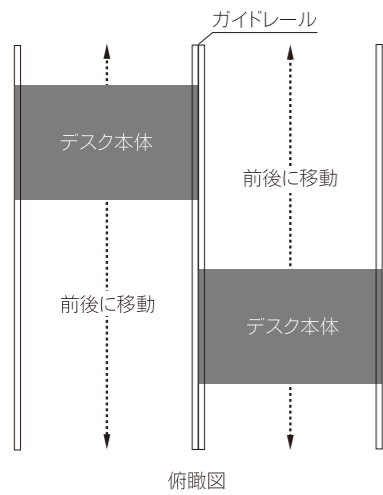 ガイドレール
デスク本体
前後に移動
前後に移動
デスク本体
俯瞰図